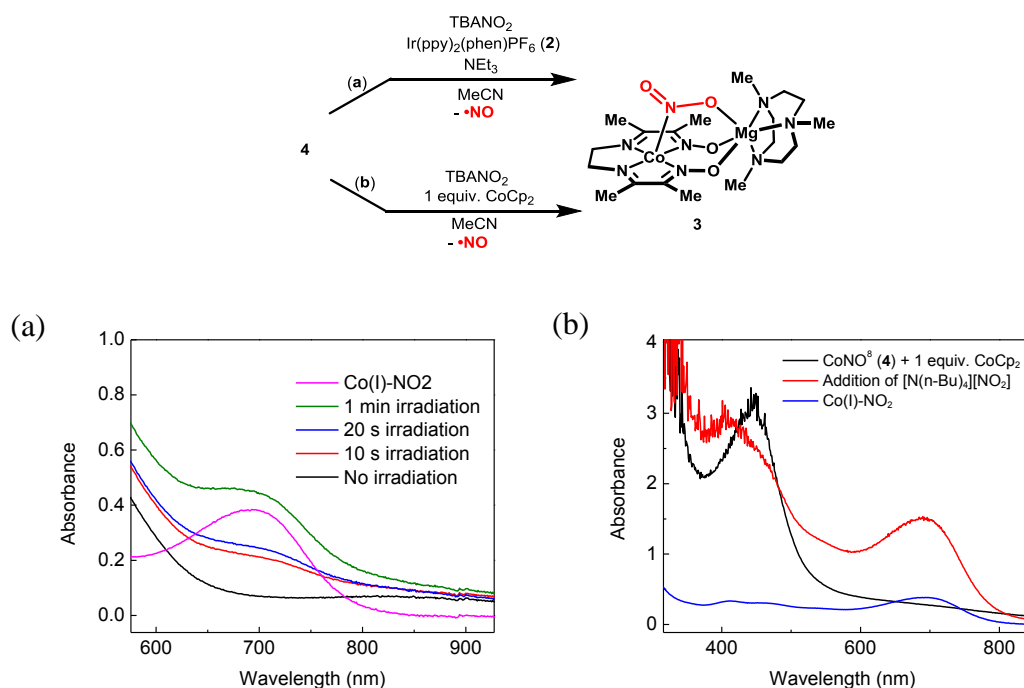 TBANO2
Ir(ppy)2(phen)PF6 (2)
NEt3
(a)
MeCN
- •NO
4
(b)
TBANO2
1 equiv. CoCp2
MeCN
- •NO
O
N
O
Me
Me
N
N
O
Mg
N
N
N
Me
Co
N
N
O
Me
Me
Me
3
(a)
1.0
0.8
0.6
0.4
0.2
0.0
Absorbance
600
700
800
900
Wavelength (nm)
Co(I)-NO2
1 min irradiation
20 s irradiation
10 s irradiation
No irradiation
(b)
4
3
2
1
0
Absorbance
400
600
800
Wavelength (nm)
CoNO⁸ (4) + 1 equiv. CoCp₂
Addition of [N(n-Bu)₄][NO₂]
Co(I)-NO₂